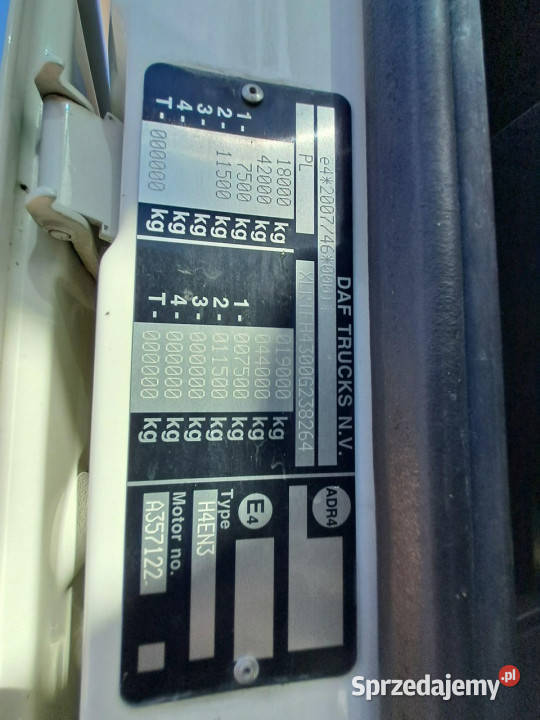 DAF TRUCKS N.V.
e4*2007/46*
PL
G238264
18000 kg
42000 kg
1- 7500 kg
2- 11500 kg
3- kg
4- kg
T- 0000000 kg
019000 kg
044000 kg
1- 007500 kg
2- 011500 kg
3- 000000 kg
4- 000000 kg
T- 000000 kg
ADR4
E4
Type
H4EN3
Motor no.
A357122
Sprzedajemy.pl